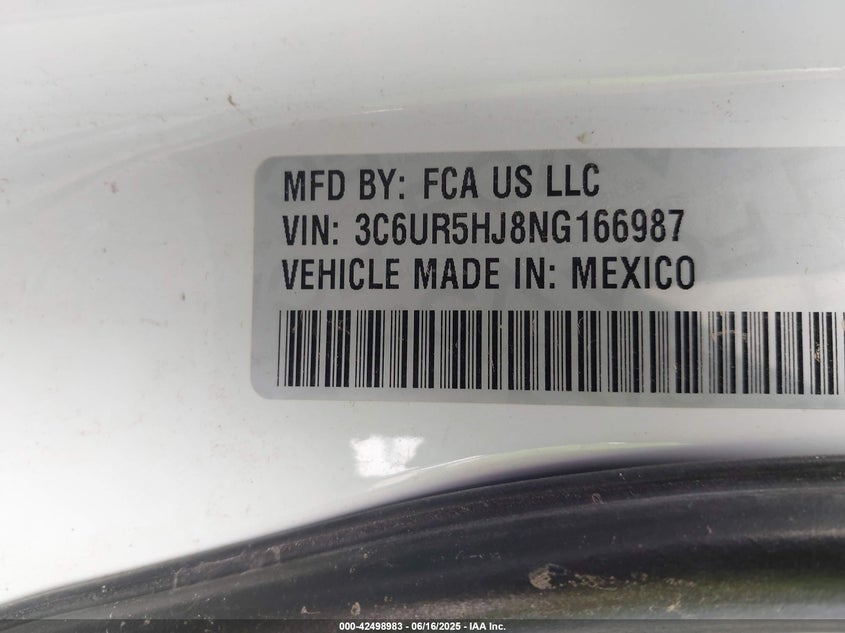 MFD BY: FCA US LLC
VIN: 3C6UR5HJ8NG166987
VEHICLE MADE IN: MEXICO
000-42498983 - 06/16/2025 - IAA Inc.